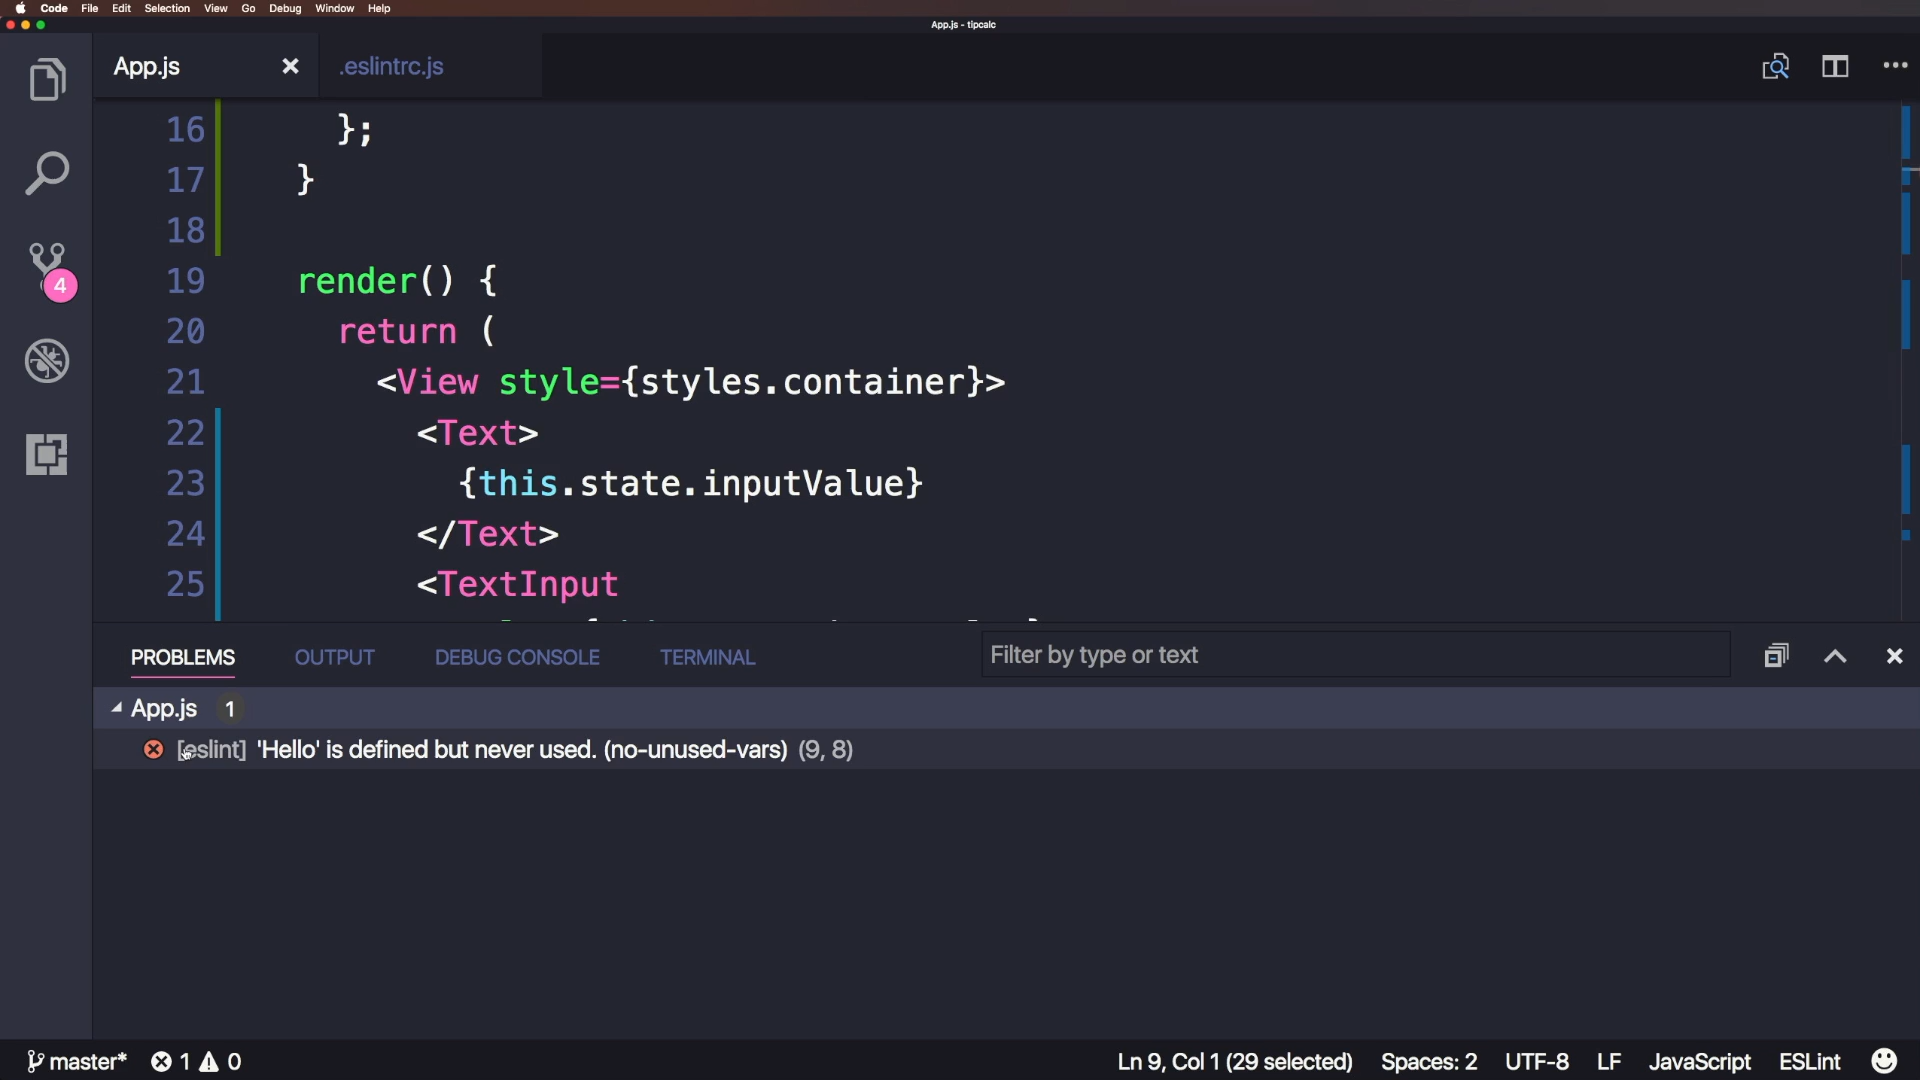 Code File Edit Selection View Go Debug Window Help
App.js - tipcalc
App.js .eslintrc.js
16 };
17 }
18
19 render() {
20 return (
21 <View style={styles.container}>
22 <Text>
23 {this.state.inputValue}
24 </Text>
25 <TextInput
4
PROBLEMS OUTPUT DEBUG CONSOLE TERMINAL Filter by type or text
App.js 1
[eslint] 'Hello' is defined but never used. (no-unused-vars) (9, 8)
master* 1 0 Ln 9, Col 1 (29 selected) Spaces: 2 UTF-8 LF JavaScript ESLint